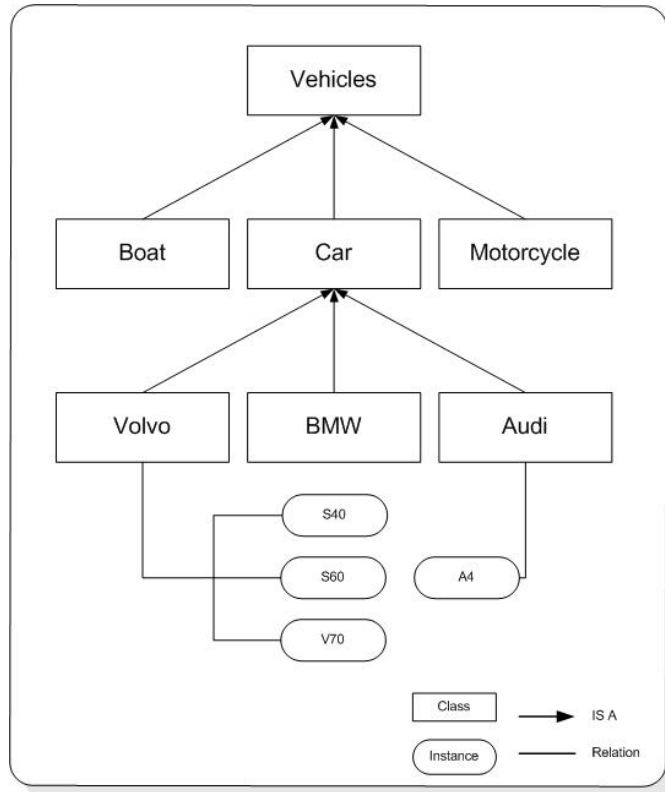 Vehicles
Boat
Car
Motorcycle
Volvo
BMW
Audi
S40
S60
A4
V70
Class
IS A
Instance
Relation